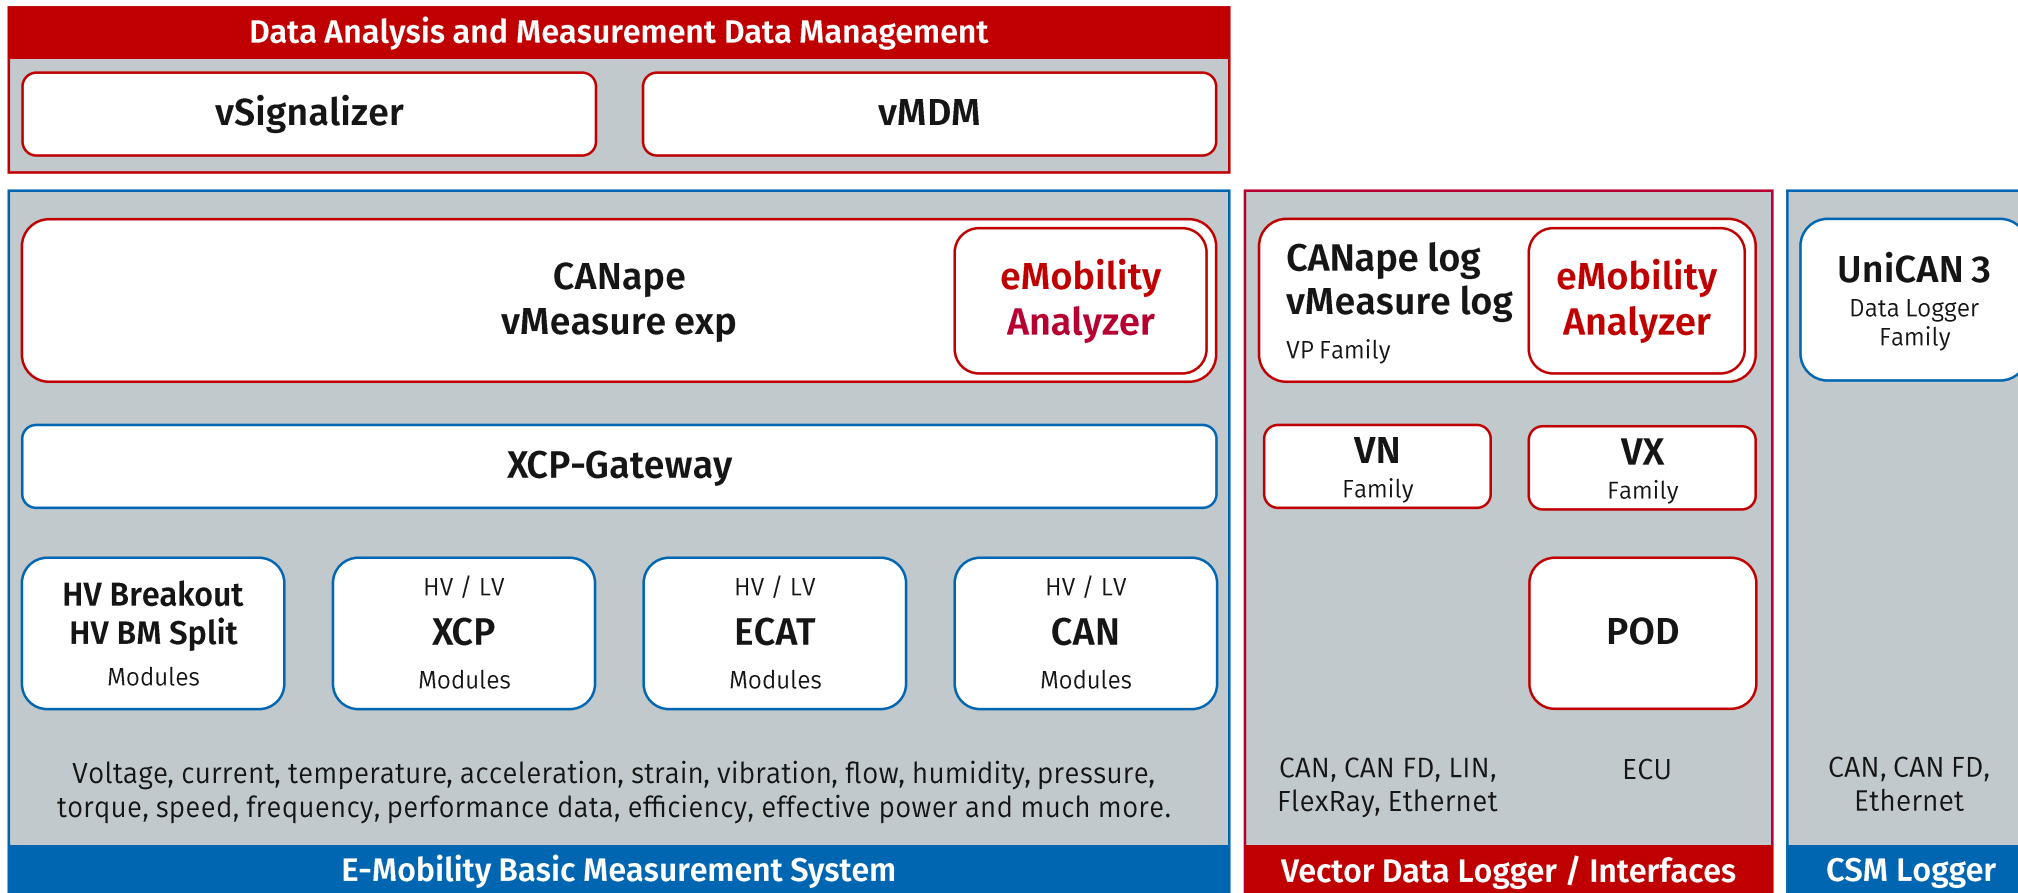 Data Analysis and Measurement Data Management
vSignalizer
vMDM
CANape
vMeasure exp
eMobility
Analyzer
XCP-Gateway
HV Breakout
HV BM Split
Modules
HV / LV
XCP
Modules
HV / LV
ECAT
Modules
HV / LV
CAN
Modules
Voltage, current, temperature, acceleration, strain, vibration, flow, humidity, pressure,
torque, speed, frequency, performance data, efficiency, effective power and much more.
E-Mobility Basic Measurement System
CANape log
vMeasure log
VP Family
eMobility
Analyzer
VN
Family
VX
Family
POD
CAN, CAN FD, LIN,
FlexRay, Ethernet
ECU
Vector Data Logger / Interfaces
UniCAN 3
Data Logger
Family
CAN, CAN FD,
Ethernet
CSM Logger